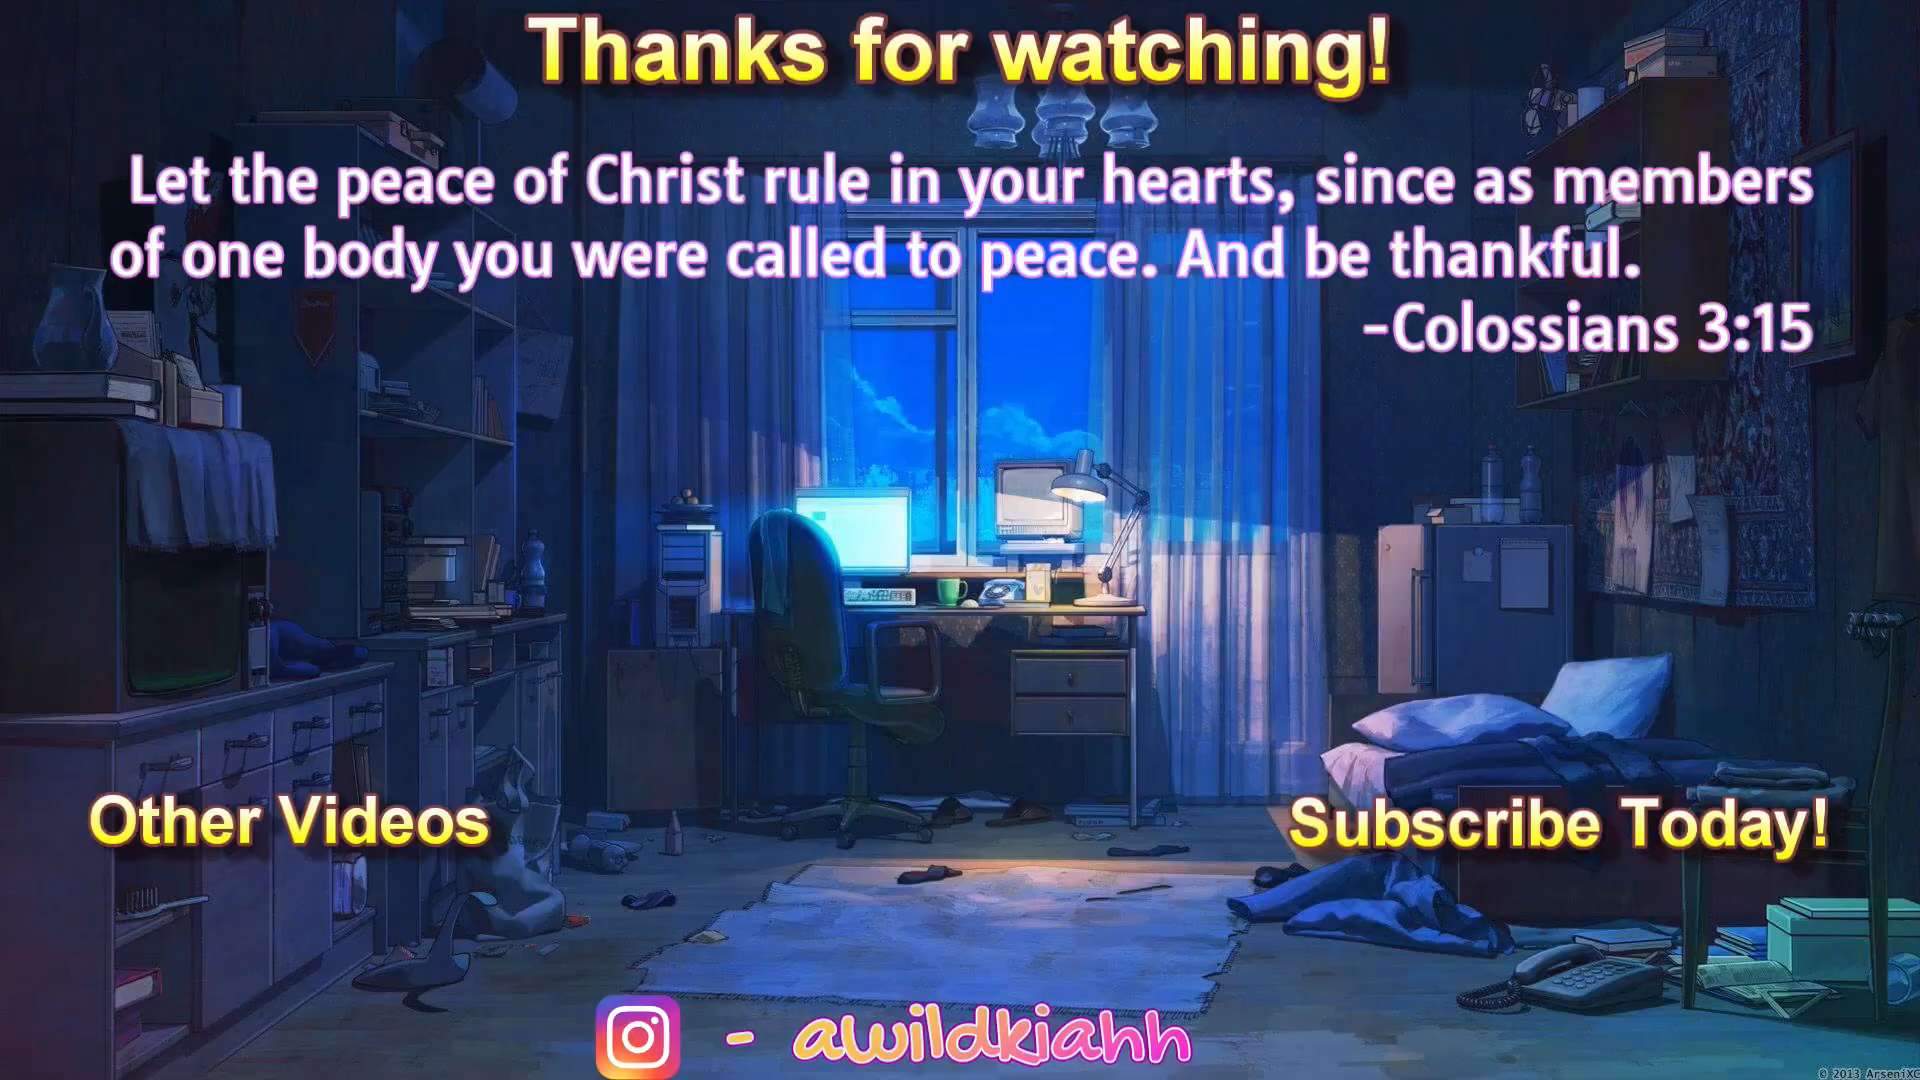 Thanks for watching!
Let the peace of Christ rule in your hearts, since as members
of one body you were called to peace. And be thankful.
-Colossians 3:15
Other Videos
Subscribe Today!
- awildkiahh
© 2013 ArseniXC